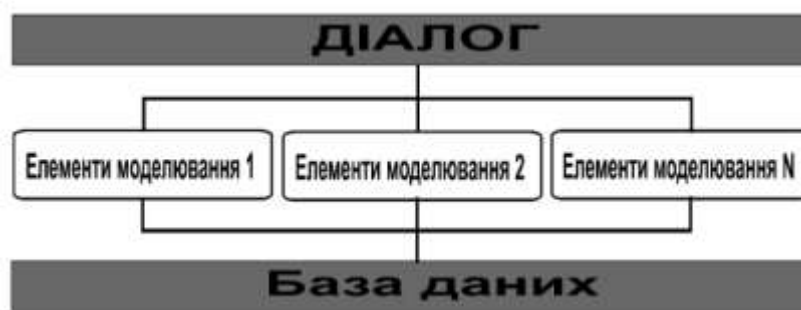 ДІАЛОГ
Елементи моделювання 1
Елементи моделювання 2
Елементи моделювання N
База даних